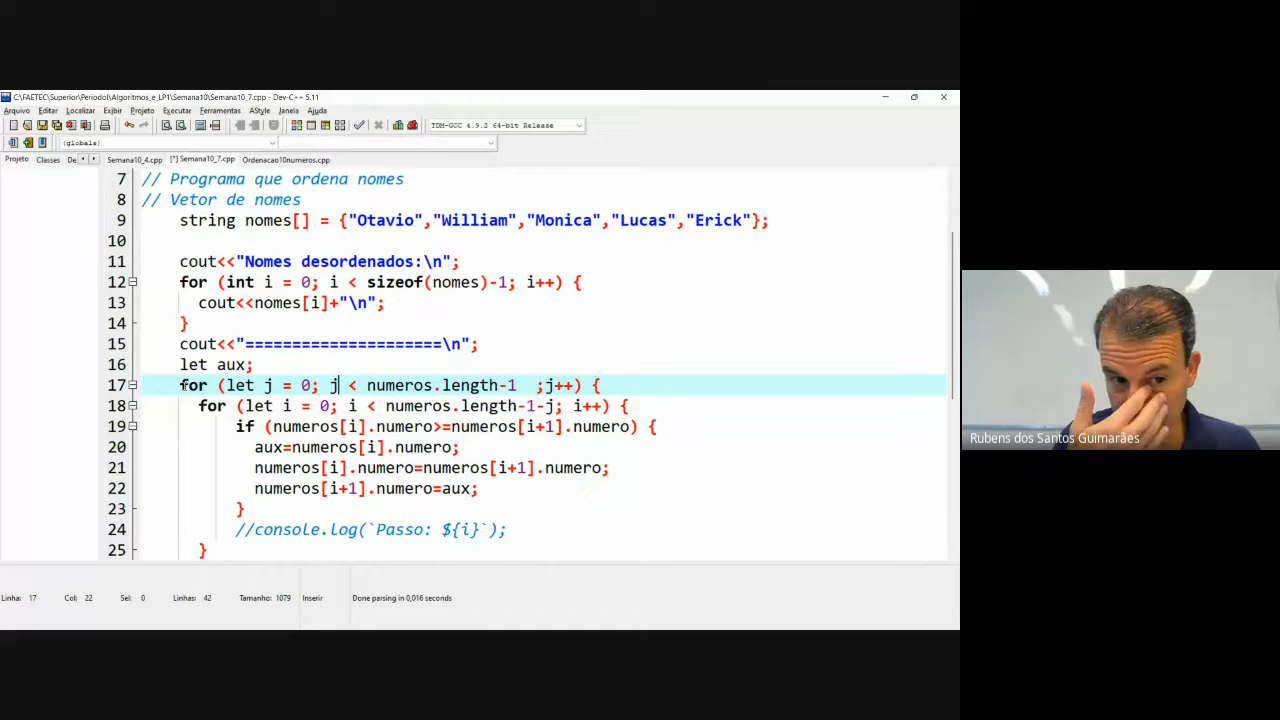 C:\FAETEC\Superior\PeriodoI\Algoritmos_e_LP1\Semana10\Semana10_7.cpp - Dev-C++ 5.11
Arquivo Editar Localizar Exibir Projeto Executar Ferramentas AStyle Janela Ajuda
TDM-GCC 4.9.2 64-bit Release
(globals)
Projeto Classes De Semana10_4.cpp [*] Semana10_7.cpp Ordenacao10numeros.cpp
7 // Programa que ordena nomes
8 // Vetor de nomes
9 string nomes[] = {"Otavio","William","Monica","Lucas","Erick"};
10
11 cout<<"Nomes desordenados:\n";
12 for (int i = 0; i < sizeof(nomes)-1; i++) {
13 cout<<nomes[i]+"\n";
14 }
15 cout<<"=====================\n";
16 let aux;
17 for (let j = 0; j < numeros.length-1 ;j++) {
18 for (let i = 0; i < numeros.length-1-j; i++) {
19 if (numeros[i].numero>=numeros[i+1].numero) {
20 aux=numeros[i].numero;
21 numeros[i].numero=numeros[i+1].numero;
22 numeros[i+1].numero=aux;
23 }
24 //console.log(`Passo: ${i}`);
25 }
Linha: 17 Col: 22 Sel: 0 Linhas: 42 Tamanho: 1079 Inserir Done parsing in 0,016 seconds
Rubens dos Santos Guimarães